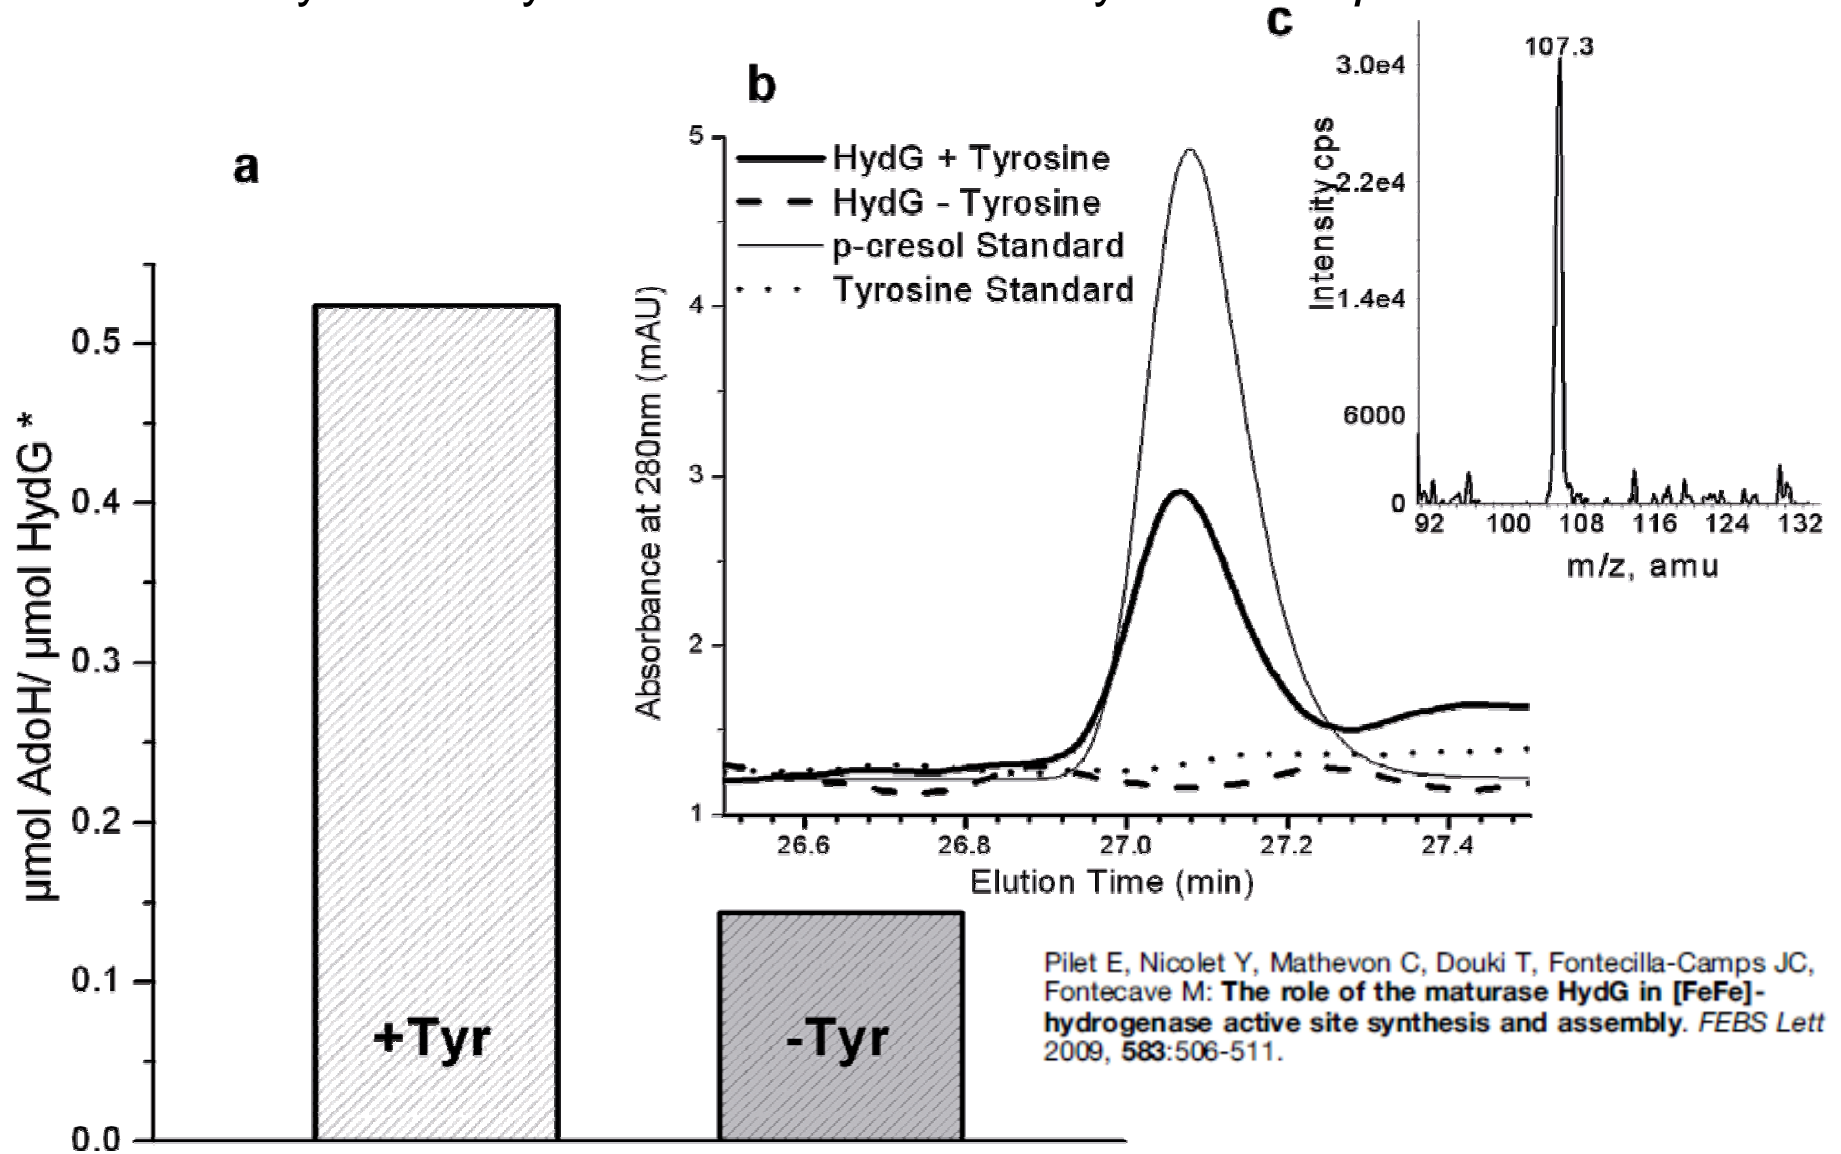 a
µmol AdoH/ µmol HydG *
0.5
0.4
0.3
0.2
0.1
0.0
+Tyr
-Tyr
b
HydG + Tyrosine
HydG - Tyrosine
p-cresol Standard
Tyrosine Standard
Absorbance at 280nm (mAU)
5
4
3
2
1
26.6 26.8 27.0 27.2 27.4
Elution Time (min)
c
107.3
Intensity cps
3.0e4
2.2e4
1.4e4
6000
0
92 100 108 116 124 132
m/z, amu
Pilet E, Nicolet Y, Mathevon C, Douki T, Fontecilla-Camps JC,
Fontecave M: The role of the maturase HydG in [FeFe]-
hydrogenase active site synthesis and assembly. FEBS Lett
2009, 583:506-511.